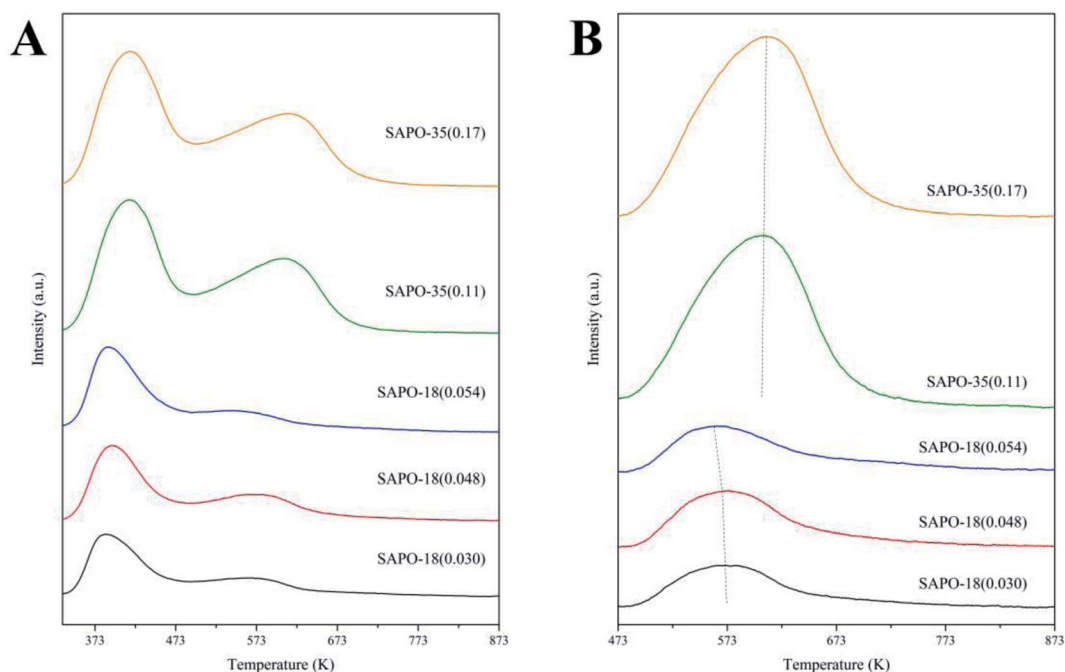 A
SAPO-35(0.17)
SAPO-35(0.11)
SAPO-18(0.054)
SAPO-18(0.048)
SAPO-18(0.030)
Intensity (a.u.)
373 473 573 673 773 873
Temperature (K)
B
SAPO-35(0.17)
SAPO-35(0.11)
SAPO-18(0.054)
SAPO-18(0.048)
SAPO-18(0.030)
Intensity (a.u.)
473 573 673 773 873
Temperature (K)